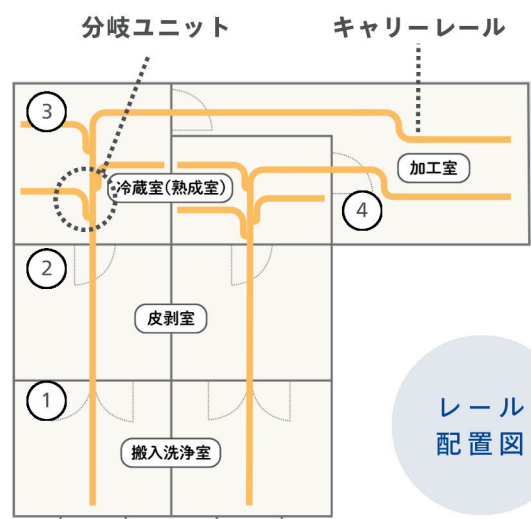 分岐ユニット
キャリーレール
3
加工室
冷蔵室(熟成室)
4
2
皮剥室
1
搬入洗浄室
レール
配置図